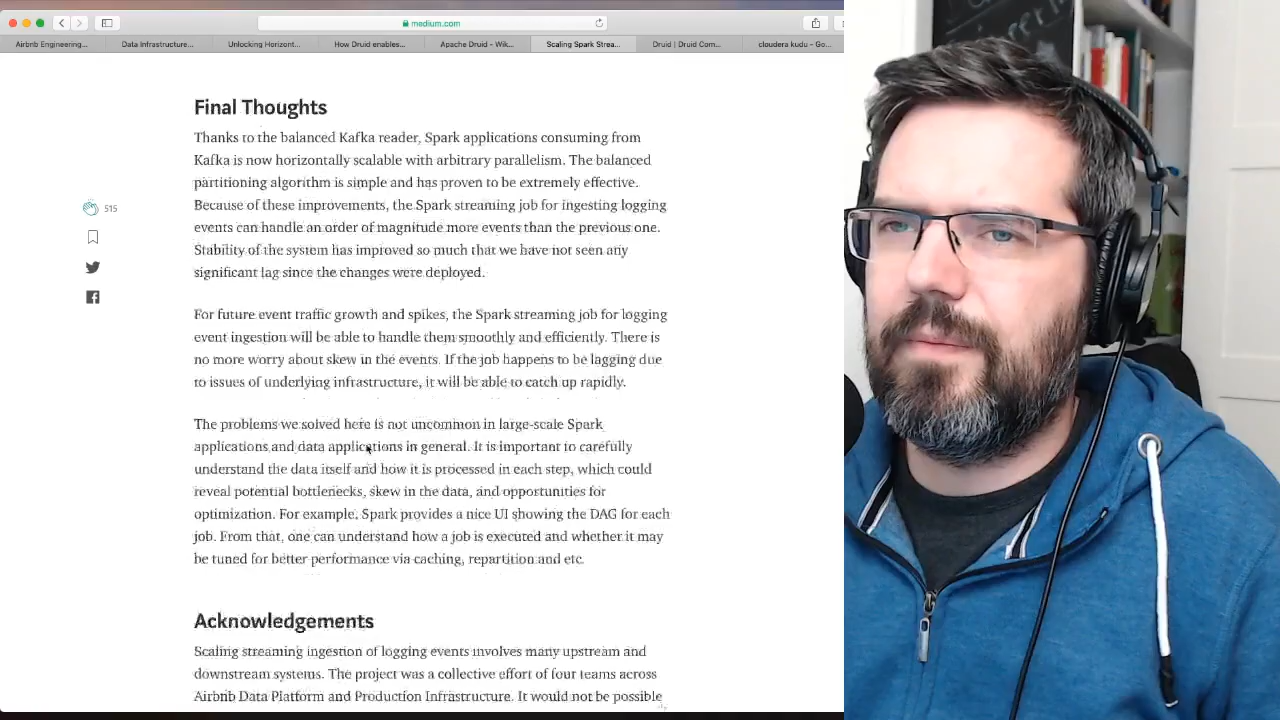 medium.com
Airbnb Engineering...
Data Infrastructure...
Unlocking Horizont...
How Druid enables...
Apache Druid - Wik...
Scaling Spark Strea...
Druid | Druid Com...
cloudera kudu - Go...
Final Thoughts
Thanks to the balanced Kafka reader, Spark applications consuming from
Kafka is now horizontally scalable with arbitrary parallelism. The balanced
partitioning algorithm is simple and has proven to be extremely effective.
Because of these improvements, the Spark streaming job for ingesting logging
events can handle an order of magnitude more events than the previous one.
Stability of the system has improved so much that we have not seen any
significant lag since the changes were deployed.
515
For future event traffic growth and spikes, the Spark streaming job for logging
event ingestion will be able to handle them smoothly and efficiently. There is
no more worry about skew in the events. If the job happens to be lagging due
to issues of underlying infrastructure, it will be able to catch up rapidly.
The problems we solved here is not uncommon in large-scale Spark
applications and data applications in general. It is important to carefully
understand the data itself and how it is processed in each step, which could
reveal potential bottlenecks, skew in the data, and opportunities for
optimization. For example, Spark provides a nice UI showing the DAG for each
job. From that, one can understand how a job is executed and whether it may
be tuned for better performance via caching, repartition and etc.
Acknowledgements
Scaling streaming ingestion of logging events involves many upstream and
downstream systems. The project was a collective effort of four teams across
Airbnb Data Platform and Production Infrastructure. It would not be possible